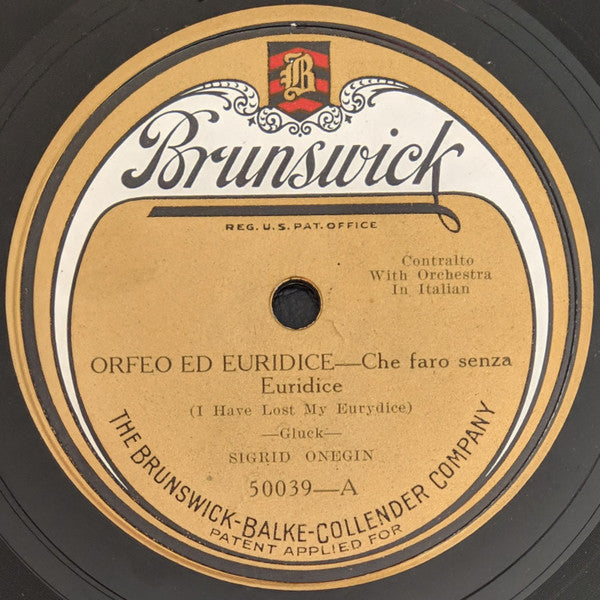 B
Brunswick
REG. U.S. PAT. OFFICE
Contralto
With Orchestra
In Italian
ORFEO ED EURIDICE—Che faro senza
Euridice
(I Have Lost My Eurydice)
—Gluck—
SIGRID ONEGIN
50039—A
THE BRUNSWICK-BALKE-COLLENDER COMPANY
PATENT APPLIED FOR